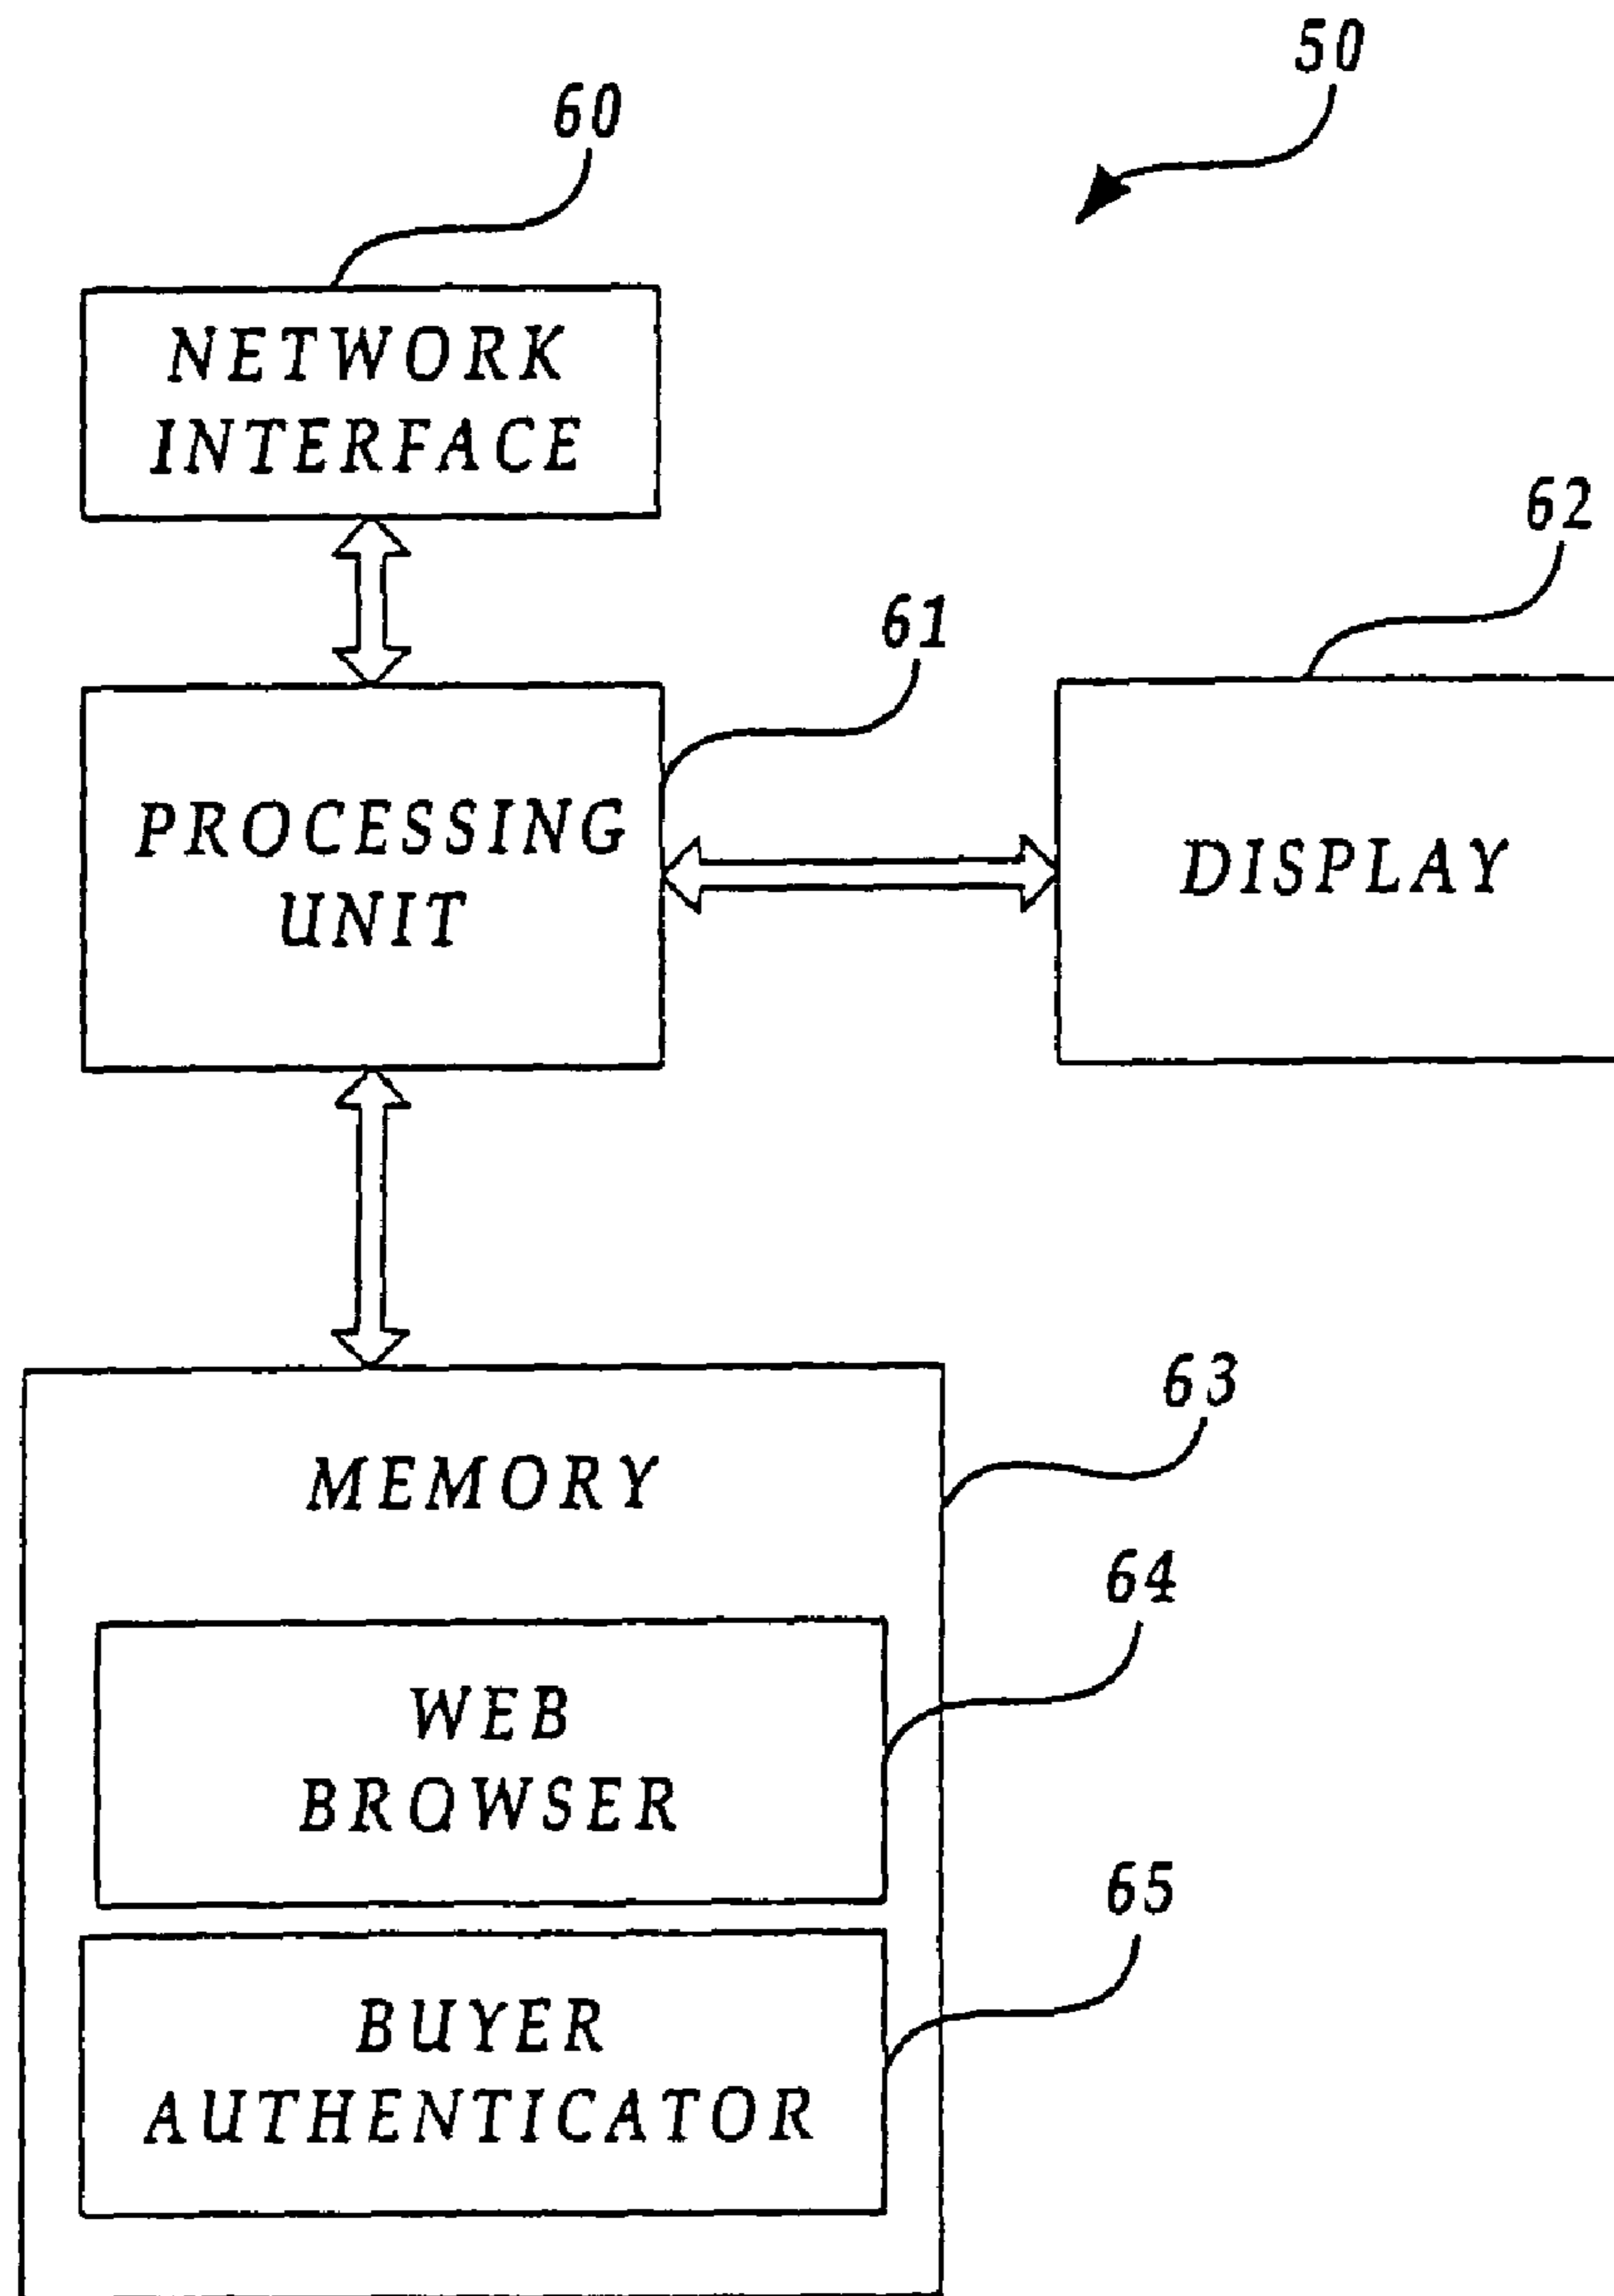 50
60
NETWORK
INTERFACE
62
61
PROCESSING
UNIT
DISPLAY
63
MEMORY
64
WEB
BROWSER
65
BUYER
AUTHENTICATOR